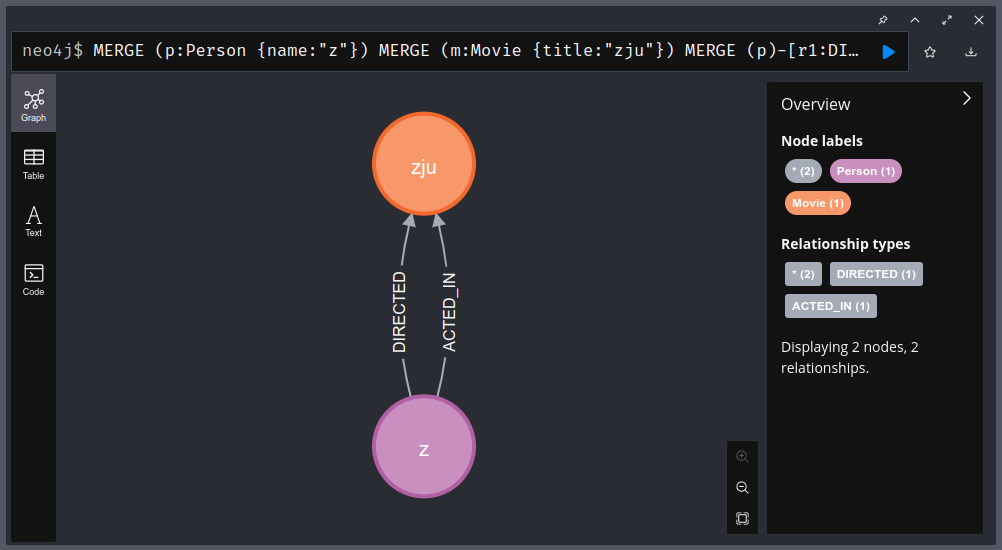 neo4j$ MERGE (p:Person {name:"z"}) MERGE (m:Movie {title:"zju"}) MERGE (p)-[r1:DI…
Graph
Table
Text
Code
zju
DIRECTED
ACTED_IN
z
Overview
Node labels
* (2)
Person (1)
Movie (1)
Relationship types
* (2)
DIRECTED (1)
ACTED_IN (1)
Displaying 2 nodes, 2
relationships.